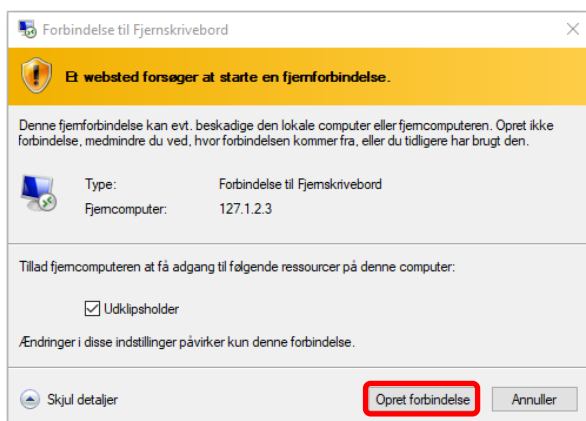 Forbindelse til Fjernskrivebord
Et websted forsøger at starte en fjernforbindelse.
Denne fjernforbindelse kan evt. beskadige den lokale computer eller fjerncomputeren. Opret ikke
forbindelse, medmindre du ved, hvor forbindelsen kommer fra, eller du tidligere har brugt den.
Type: Forbindelse til Fjernskrivebord
Fjerncomputer: 127.1.2.3
Tillad fjerncomputeren at få adgang til følgende ressourcer på denne computer:
Udklipsholder
Ændringer i disse indstillinger påvirker kun denne forbindelse.
Skjul detaljer Opret forbindelse Annuller